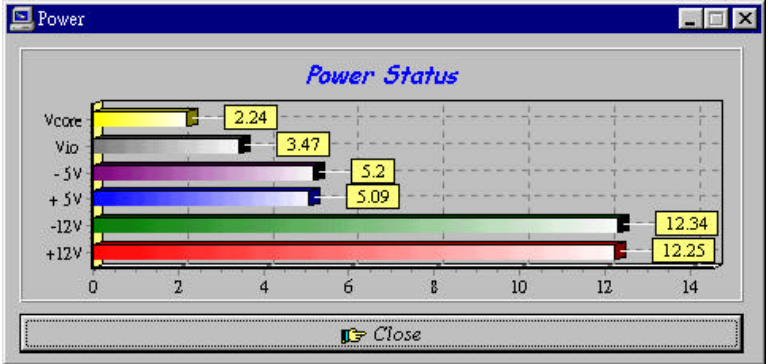 Power
Power Status
Vcore 2.24
Vio 3.47
- 5V 5.2
+ 5V 5.09
-12V 12.34
+12V 12.25
0 2 4 6 8 10 12 14
Close